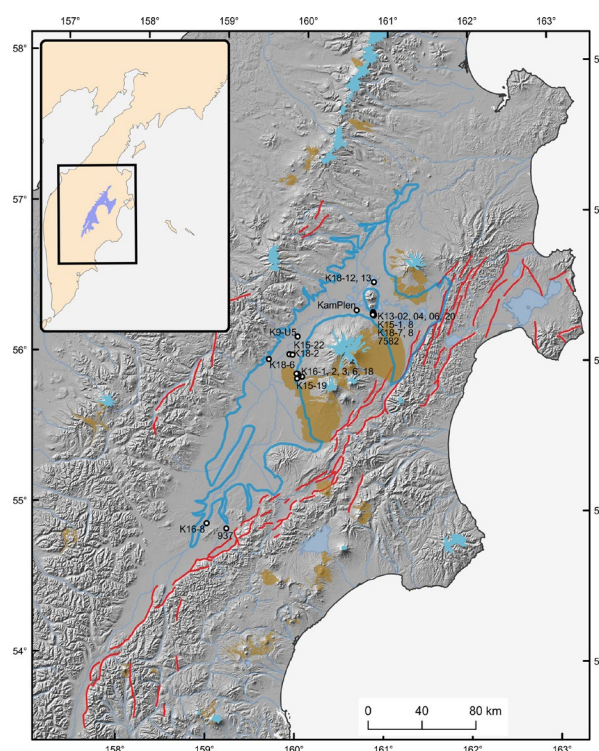 157° 158° 159° 160° 161° 162° 163°
58°
57°
K18-12, 13
KamPlen
K13-02, 04, 06, 20
K15-1, 8
K18-7, 8
7582
K9-U5
K15-22
K18-2
56°
K18-6
K16-1, 2, 3, 6, 18
K15-19
55°
K16-8
937
54°
0 40 80 km
158° 159° 160° 161° 162° 163°